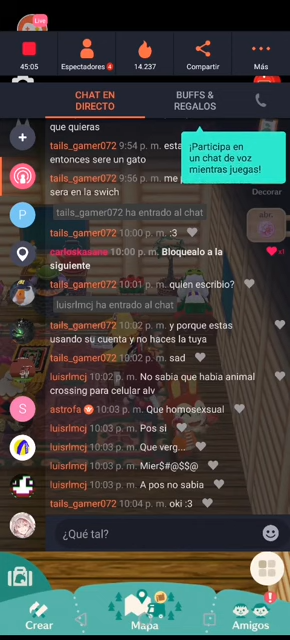 Live
45:05
Espectadores 4
14.237
Compartir
Más
CHAT EN DIRECTO
BUFFS & REGALOS
¡Participa en
un chat de voz
mientras juegas!
que quieras
tails_gamer072 9:54 p. m. esta
entonces sere un gato
tails_gamer072 9:56 p. m. me
sera en la swich
Decorar
tails_gamer072 ha entrado al chat
tails_gamer072 10:00 p. m. :3
carloskaiane 10:00 p. m. Bloquealo a la
siguiente
x1
tails_gamer072 10:01 p. m. quien escribio?
luisrlmcj ha entrado al chat
tails_gamer072 10:02 p. m. y porque estas
usando su cuenta y no haces la tuya
tails_gamer072 10:02 p. m. sad
luisrlmcj 10:02 p. m. No sabia que habia animal
crossing para celular alv
astrofa 10:03 p. m. Que homosexual
luisrlmcj 10:03 p. m. Pos si
luisrlmcj 10:03 p. m. Que verg...
luisrlmcj 10:03 p. m. Mier$#@$$@
luisrlmcj 10:03 p. m. A pos no sabia
tails_gamer072 10:04 p. m. oki :3
P
S
¿Qué tal?
Crear
Mapa
Amigos